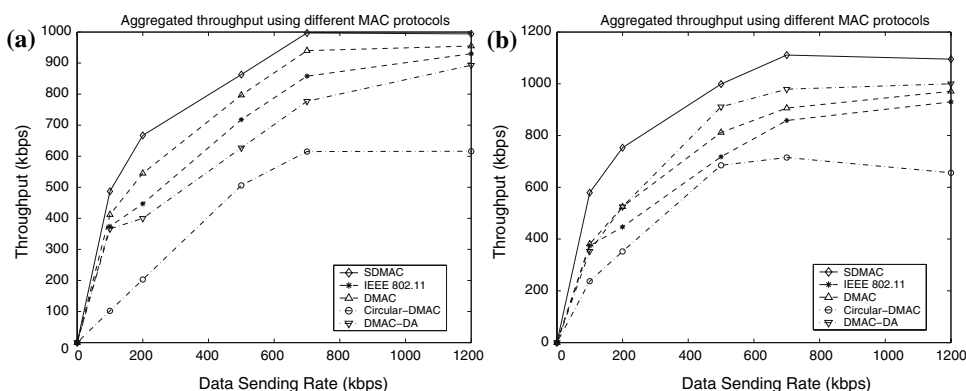 (a)
Aggregated throughput using different MAC protocols
1000
900
800
700
600
500
400
300
200
100
0
Throughput (kbps)
SDMAC
IEEE 802.11
DMAC
Circular-DMAC
DMAC-DA
0 200 400 600 800 1000 1200
Data Sending Rate (kbps)
(b)
Aggregated throughput using different MAC protocols
1200
1000
800
600
400
200
0
Throughput (kbps)
SDMAC
IEEE 802.11
DMAC
Circular-DMAC
DMAC-DA
0 200 400 600 800 1000 1200
Data Sending Rate (kbps)